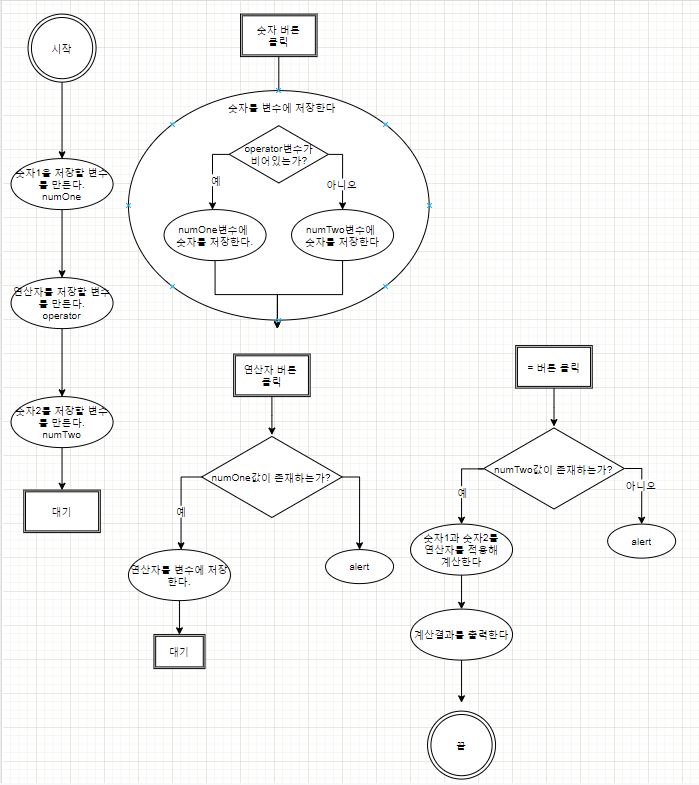 시작
숫자1을 저장할 변수
를 만든다.
numOne
연산자를 저장할 변수
를 만든다.
operator
숫자2를 저장할 변수
를 만든다.
numTwo
대기
숫자 버튼
클릭
숫자를 변수에 저장한다
operator변수가
비어있는가?
예
아니오
numOne변수에
숫자를 저장한다.
numTwo변수에
숫자를 저장한다
연산자 버튼
클릭
numOne값이 존재하는가?
예
연산자를 변수에 저장
한다.
alert
대기
= 버튼 클릭
numTwo값이 존재하는가?
예
아니오
숫자1과 숫자2를
연산자를 적용해
계산한다
alert
계산결과를 출력한다
끝